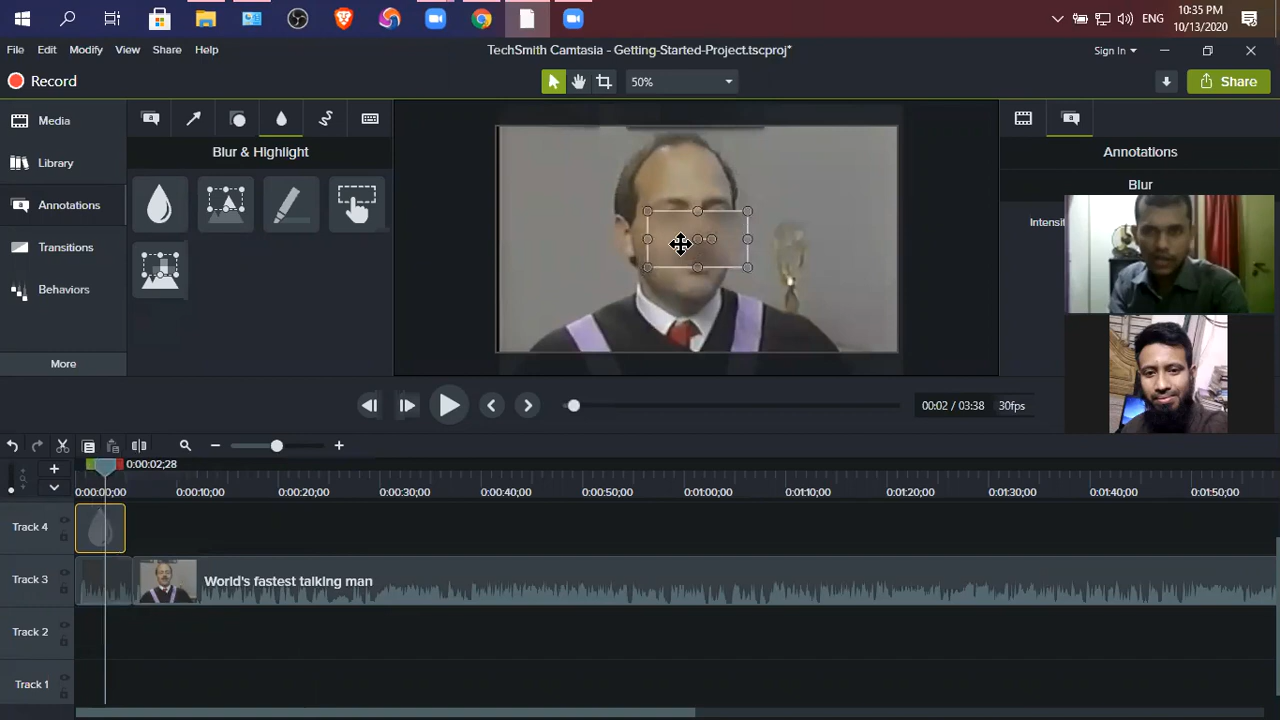 10:35 PM
ENG
10/13/2020
File Edit Modify View Share Help
TechSmith Camtasia - Getting-Started-Project.tscproj*
Sign In
Record
50%
Share
Media
Library
Annotations
Transitions
Behaviors
More
Blur & Highlight
Annotations
Blur
Intensi
00:02 / 03:38 30fps
0:00:02;28
0:00:00;00 0:00:10;00 0:00:20;00 0:00:30;00 0:00:40;00 0:00:50;00 0:01:00;00 0:01:10;00 0:01:20;00 0:01:30;00 0:01:40;00 0:01:50;00
Track 4
Track 3
World's fastest talking man
Track 2
Track 1